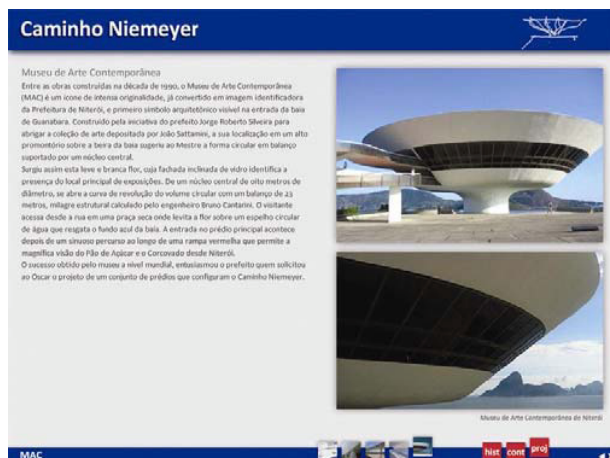 Caminho Niemeyer
Museu de Arte Contemporânea
Entre as obras construídas na década de 1990, o Museu de Arte Contemporânea
(MAC) é um ícone de intensa originalidade, já convertido em imagem identificadora
da Prefeitura de Niterói, e primeiro símbolo arquitetônico visível na entrada da baia
de Guanabara. Construído pela iniciativa do prefeito Jorge Roberto Silveira para
abrigar a coleção de arte depositada por João Sattamini, a sua localização em um alto
promontório sobre a beira da baia sugeriu ao Mestre a forma circular em balanço
suportado por um núcleo central.
Surgiu assim esta leve e branca flor, cuja fachada inclinada de vidro identifica a
presença do local principal de exposições. De um núcleo central de oito metros de
diâmetro, se abre a curva de revolução do volume circular com um balanço de 23
metros, milagre estrutural calculado pelo engenheiro Bruno Cantarini. O visitante
acessa desde a rua em uma praça seca onde levita a flor sobre um espelho circular
de água que resgata o fundo azul da baia. A entrada no prédio principal acontece
depois de um sinuoso percurso ao longo de uma rampa vermelha que permite a
magnífica visão do Pão de Açúcar e o Corcovado desde Niterói.
O sucesso obtido pelo museu a nível mundial, entusiasmou o prefeito quem solicitou
ao Oscar o projeto de um conjunto de prédios que configuram o Caminho Niemeyer.
Museu de Arte Contemporânea de Niterói
MAC
hist cont proj